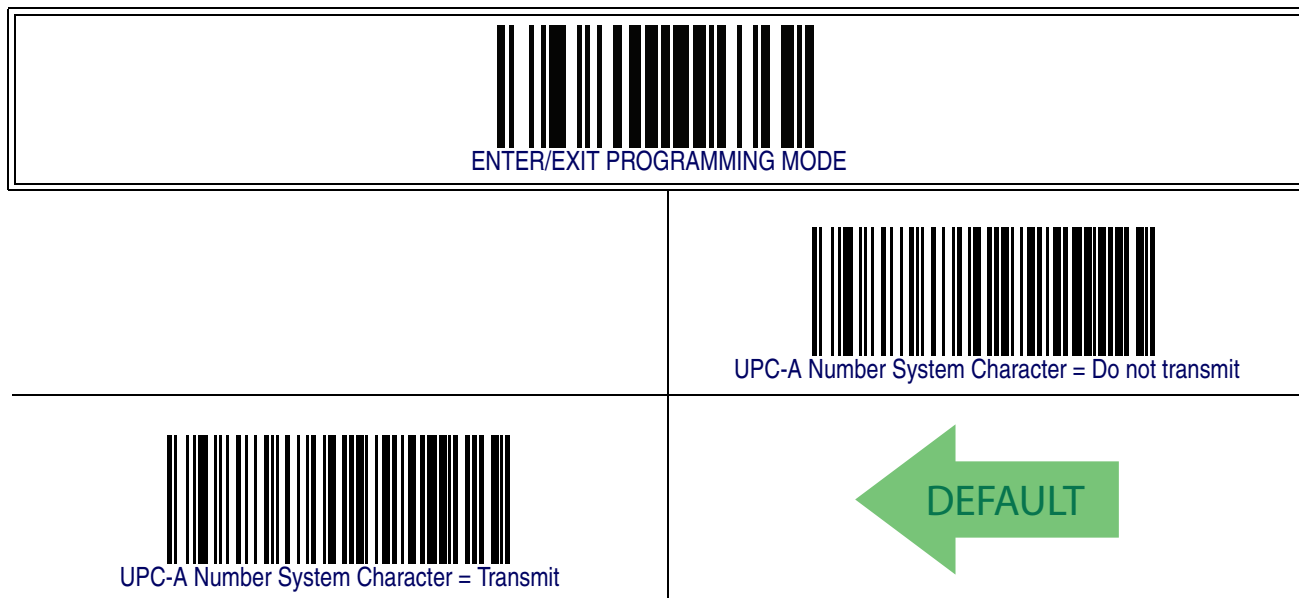 ENTER/EXIT PROGRAMMING MODE
UPC-A Number System Character = Do not transmit
UPC-A Number System Character = Transmit
DEFAULT